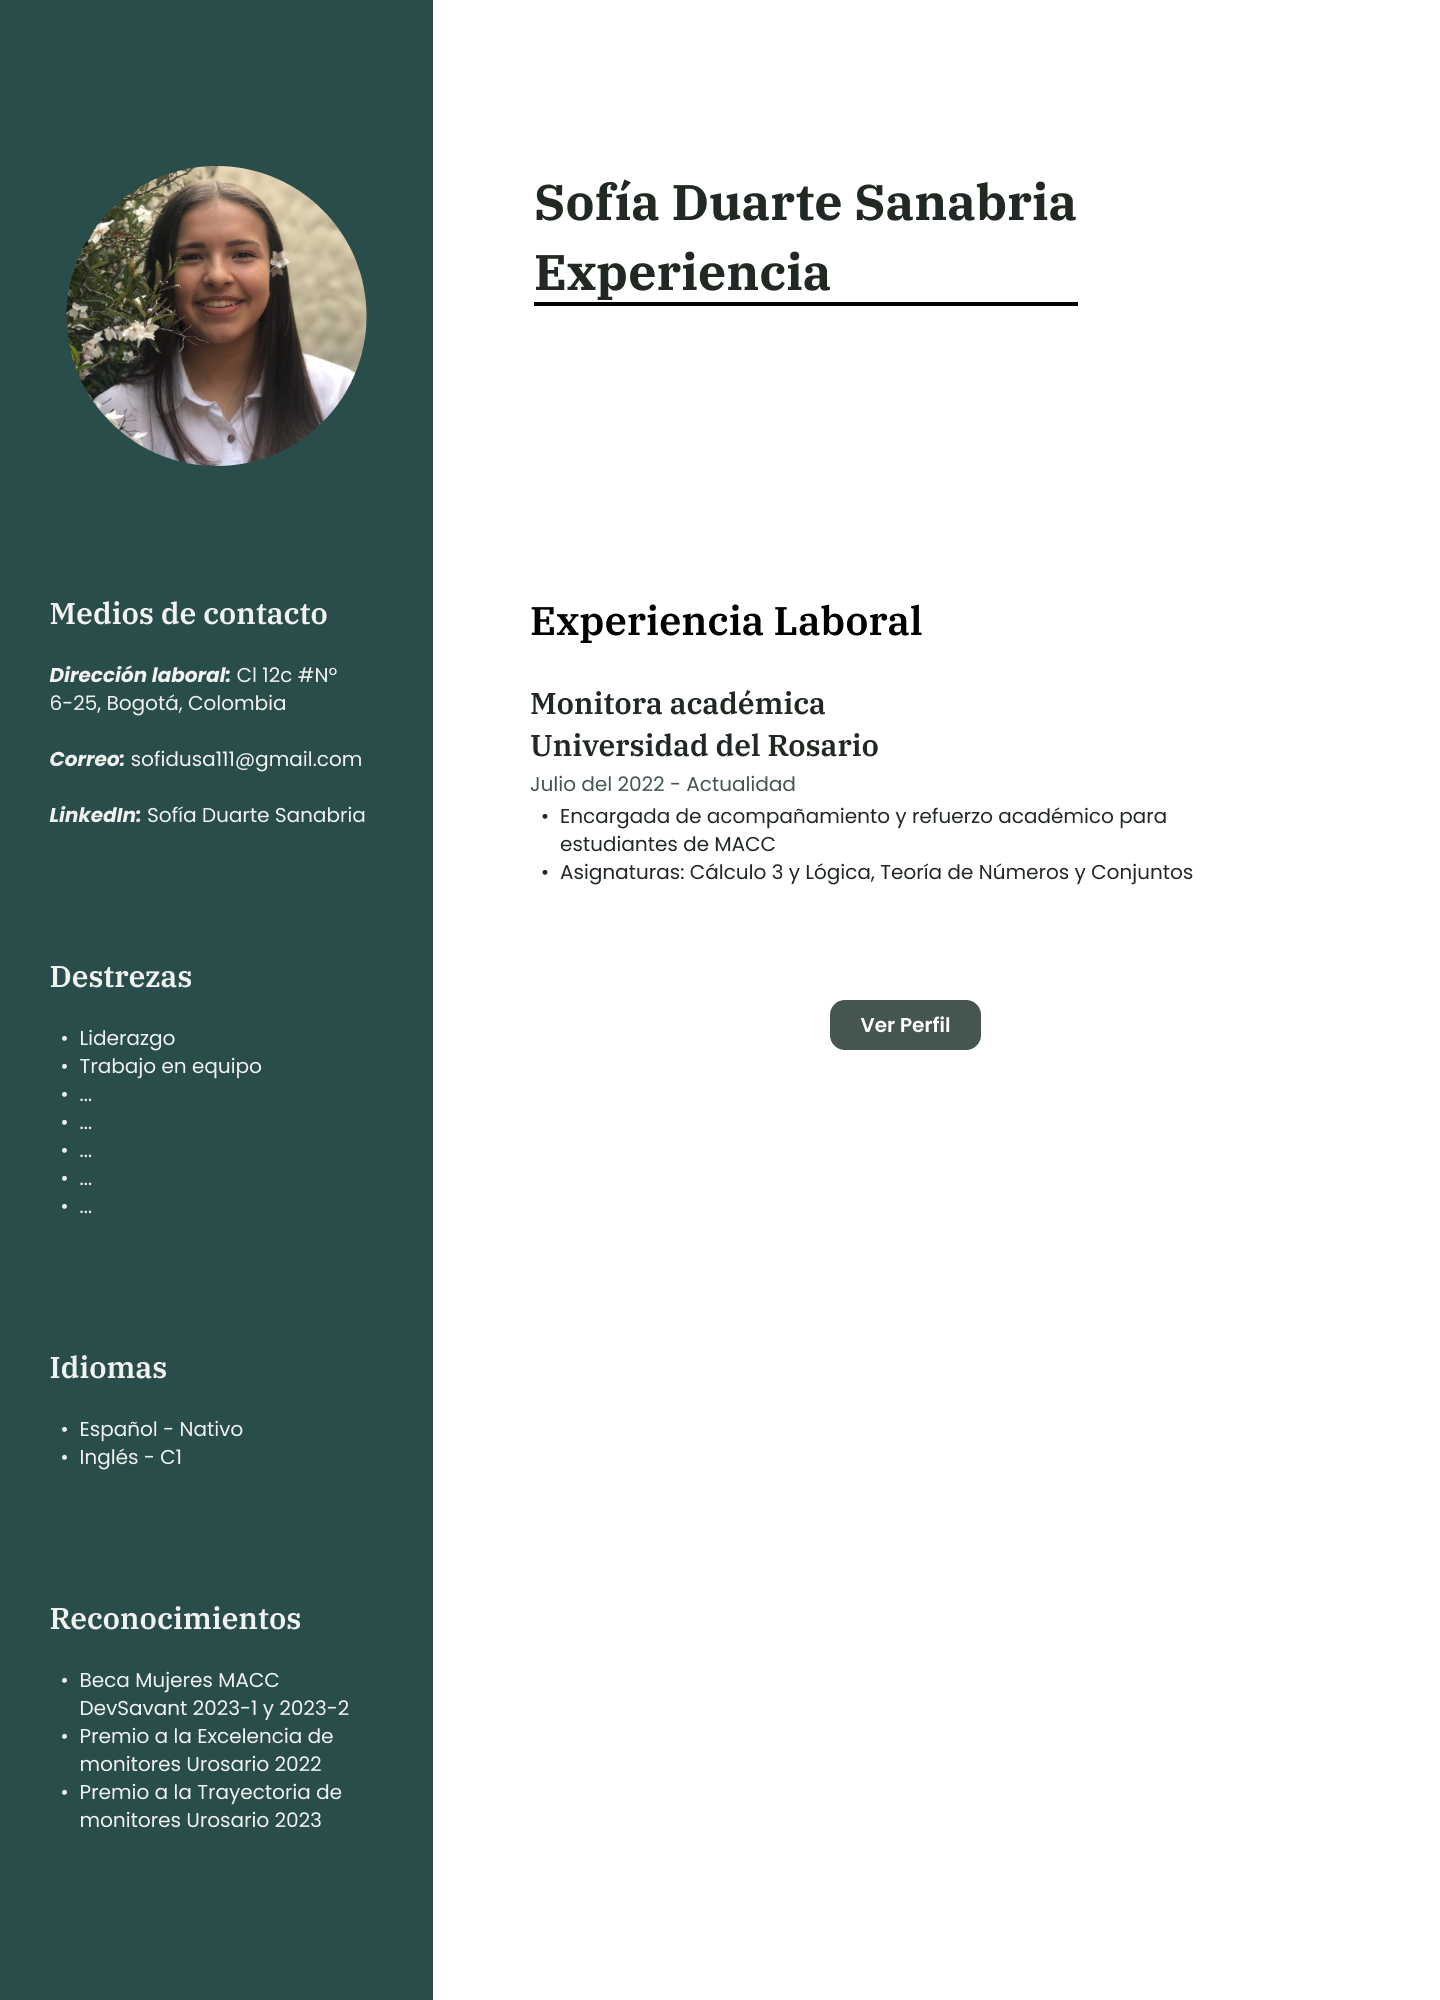 Sofía Duarte Sanabria
Experiencia
Medios de contacto
Dirección laboral: Cl 12c #N°
6-25, Bogotá, Colombia
Correo: sofidusa111@gmail.com
LinkedIn: Sofía Duarte Sanabria
Destrezas
• Liderazgo
• Trabajo en equipo
• ...
• ...
• ...
• ...
• ...
Idiomas
• Español - Nativo
• Inglés - C1
Reconocimientos
• Beca Mujeres MACC
DevSavant 2023-1 y 2023-2
• Premio a la Excelencia de
monitores Urosario 2022
• Premio a la Trayectoria de
monitores Urosario 2023
Experiencia Laboral
Monitora académica
Universidad del Rosario
Julio del 2022 - Actualidad
• Encargada de acompañamiento y refuerzo académico para
estudiantes de MACC
• Asignaturas: Cálculo 3 y Lógica, Teoría de Números y Conjuntos
Ver Perfil